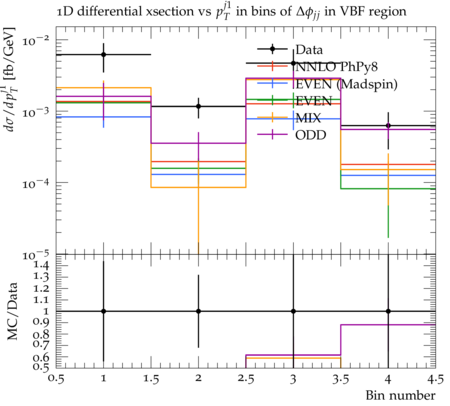 1D differential xsection vs p_T^{j1} in bins of Δϕ_{jj} in VBF region
dσ/dp_T^{j1} [fb/GeV]
10^{−2}
10^{−3}
10^{−4}
10^{−5}
Data
NNLO PhPy8
EVEN (Madspin)
EVEN
MIX
ODD
MC/Data
1.4
1.3
1.2
1.1
1
0.9
0.8
0.7
0.6
0.5
0.5 1 1.5 2 2.5 3 3.5 4 4.5
Bin number